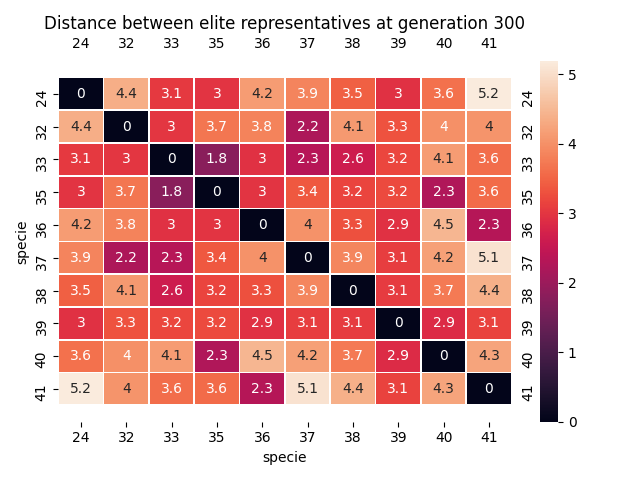 Distance between elite representatives at generation 300
24 32 33 35 36 37 38 39 40 41
24 0 4.4 3.1 3 4.2 3.9 3.5 3 3.6 5.2 24
32 4.4 0 3 3.7 3.8 2.2 4.1 3.3 4 4 32
33 3.1 3 0 1.8 3 2.3 2.6 3.2 4.1 3.6 33
35 3 3.7 1.8 0 3 3.4 3.2 3.2 2.3 3.6 35
36 4.2 3.8 3 3 0 4 3.3 2.9 4.5 2.3 36
37 3.9 2.2 2.3 3.4 4 0 3.9 3.1 4.2 5.1 37
38 3.5 4.1 2.6 3.2 3.3 3.9 0 3.1 3.7 4.4 38
39 3 3.3 3.2 3.2 2.9 3.1 3.1 0 2.9 3.1 39
40 3.6 4 4.1 2.3 4.5 4.2 3.7 2.9 0 4.3 40
41 5.2 4 3.6 3.6 2.3 5.1 4.4 3.1 4.3 0 41
24 32 33 35 36 37 38 39 40 41
specie
specie
5
4
3
2
1
0